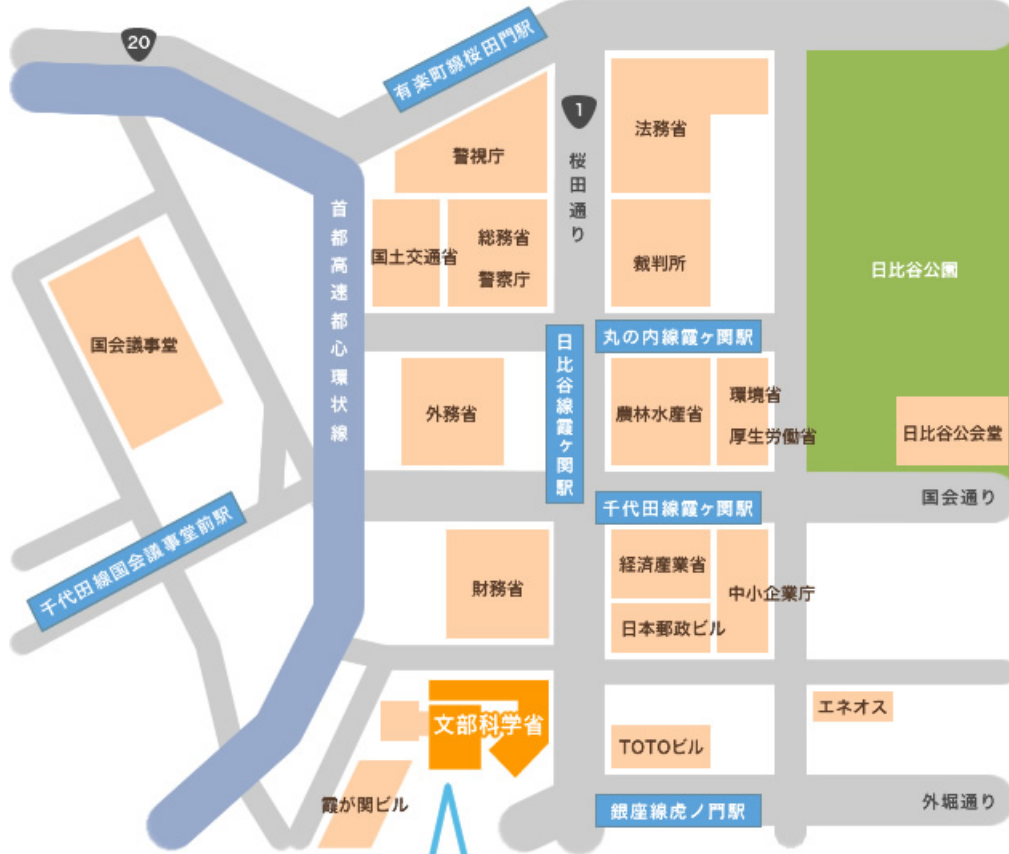 20
有楽町線桜田門駅
1
桜田通り
法務省
警視庁
首都高速都心環状線
国土交通省
総務省
警察庁
裁判所
日比谷公園
国会議事堂
日比谷線霞ヶ関駅
丸の内線霞ヶ関駅
外務省
農林水産省
環境省
厚生労働省
日比谷公会堂
千代田線国会議事堂前駅
千代田線霞ヶ関駅
国会通り
財務省
経済産業省
中小企業庁
日本郵政ビル
文部科学省
TOTOビル
エネオス
霞が関ビル
銀座線虎ノ門駅
外堀通り